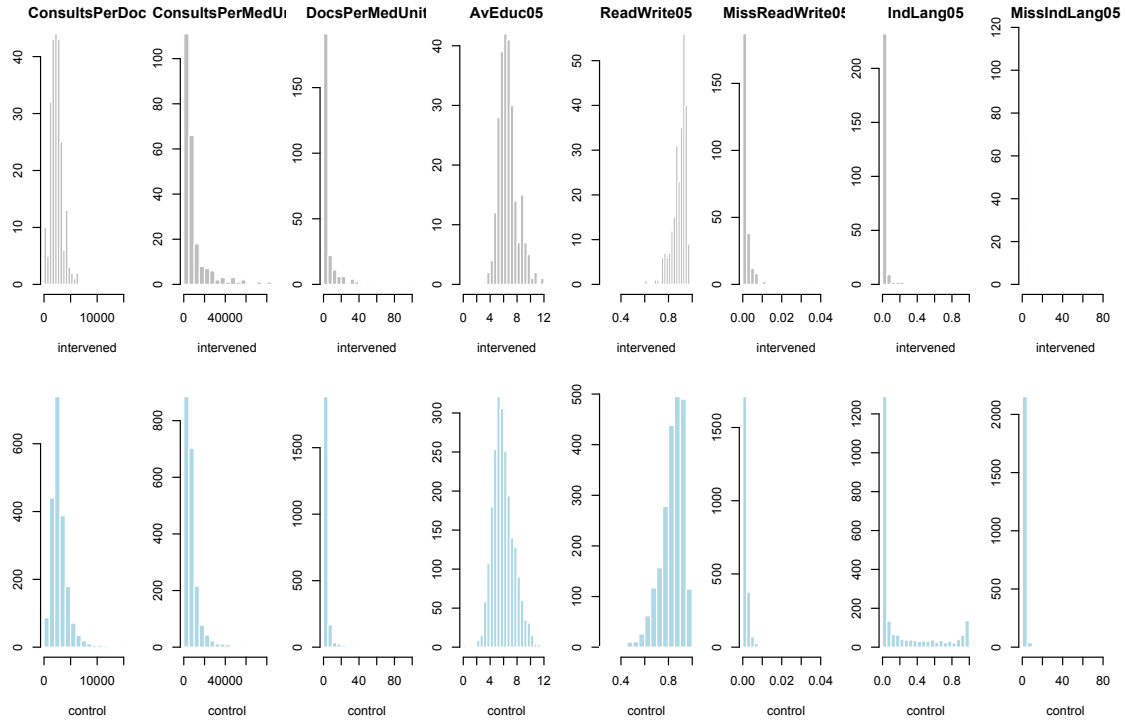 ConsultsPerDoc ConsultsPerMedU DocsPerMedUnit AvEduc05 ReadWrite05 MissReadWrite05 IndLang05 MissIndLang05
0 10 20 30 40
0 20 40 60 80 100
0 50 100 150
0 10 20 30 40
0 10 20 30 40 50
0 50 100 150
0 50 100 150 200
0 20 40 60 80 100 120
0 10000
0 40000
0 40 80
0 4 8 12
0.4 0.8
0.00 0.02 0.04
0.0 0.4 0.8
0 40 80
intervened intervened intervened intervened intervened intervened intervened intervened
0 200 400 600
0 200 400 600 800
0 500 1000 1500
0 50 100 150 200 250 300
0 100 200 300 400 500
0 500 1000 1500
0 200 400 600 800 1000 1200
0 500 1000 1500 2000
0 10000
0 40000
0 40 80
0 4 8 12
0.4 0.8
0.00 0.02 0.04
0.0 0.4 0.8
0 40 80
control control control control control control control control